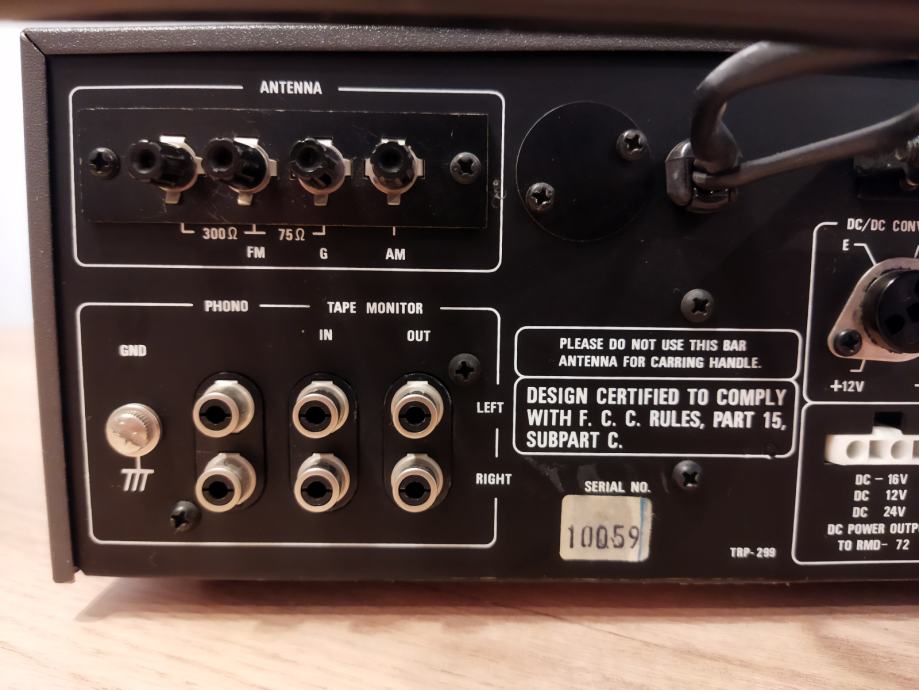 ANTENNA
300Ω 75Ω
FM G AM
PHONO TAPE MONITOR
IN OUT
GND
LEFT
RIGHT
PLEASE DO NOT USE THIS BAR
ANTENNA FOR CARRING HANDLE.
DESIGN CERTIFIED TO COMPLY
WITH F. C. C. RULES, PART 15,
SUBPART C.
SERIAL NO.
10059
TRP-299
DC/DC CONV
E
+12V
DC - 16V
DC 12V
DC 24V
DC POWER OUTP
TO RMD- 72